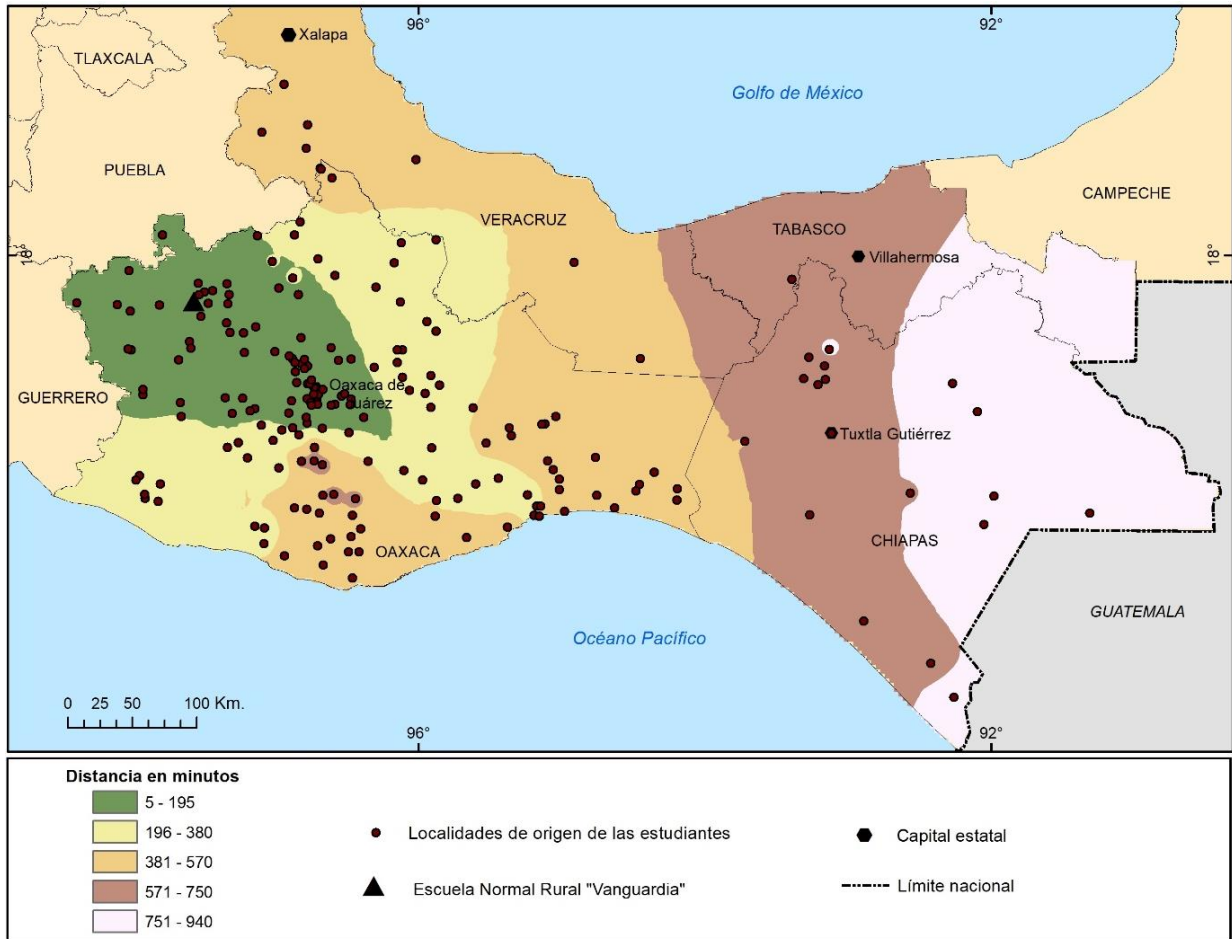 96°
92°
Xalapa
TLAXCALA
Golfo de México
PUEBLA
CAMPECHE
VERACRUZ
TABASCO
18°
Villahermosa
18°
Oaxaca de
Juárez
GUERRERO
Tuxtla Gutiérrez
OAXACA
CHIAPAS
GUATEMALA
Océano Pacífico
0 25 50 100 Km.
96°
92°
Distancia en minutos
5 - 195
196 - 380
381 - 570
571 - 750
751 - 940
Localidades de origen de las estudiantes
Escuela Normal Rural "Vanguardia"
Capital estatal
Límite nacional